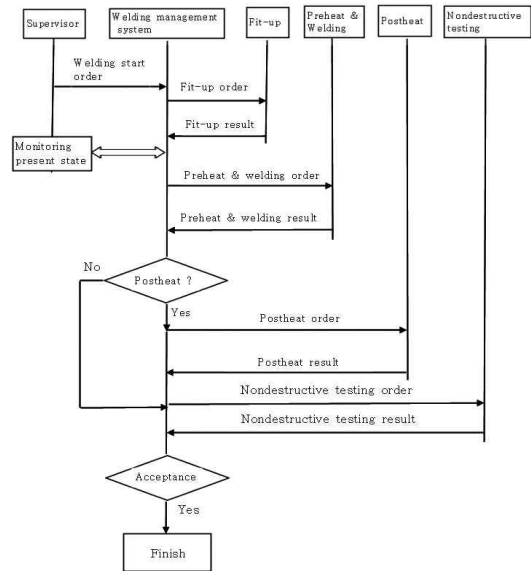 Supervisor
Welding management
system
Fit-up
Preheat &
Welding
Postheat
Nondestructive
testing
Welding start
order
Fit-up order
Fit-up result
Monitoring
present state
Preheat & welding order
Preheat & welding result
No
Postheat ?
Yes
Postheat order
Postheat result
Nondestructive testing order
Nondestructive testing result
Acceptance
Yes
Finish